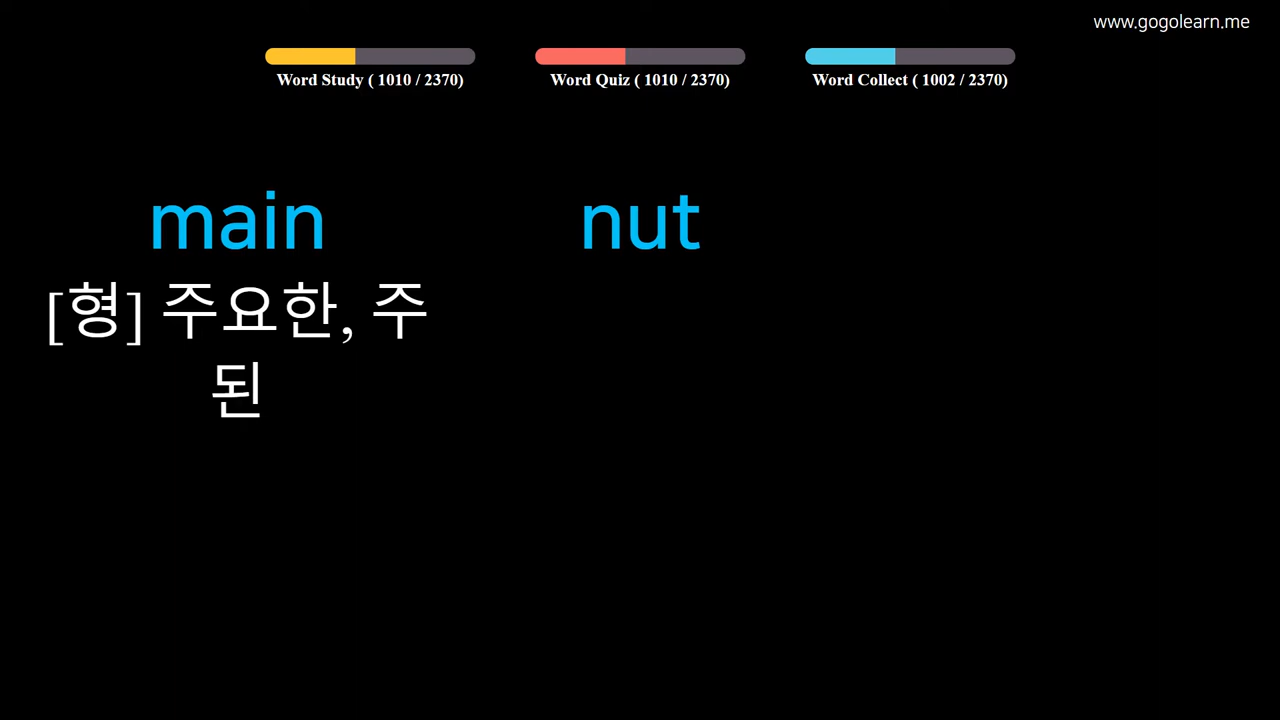 www.gogolearn.me
Word Study ( 1010 / 2370)
Word Quiz ( 1010 / 2370)
Word Collect ( 1002 / 2370)
main
[형] 주요한, 주
된
nut